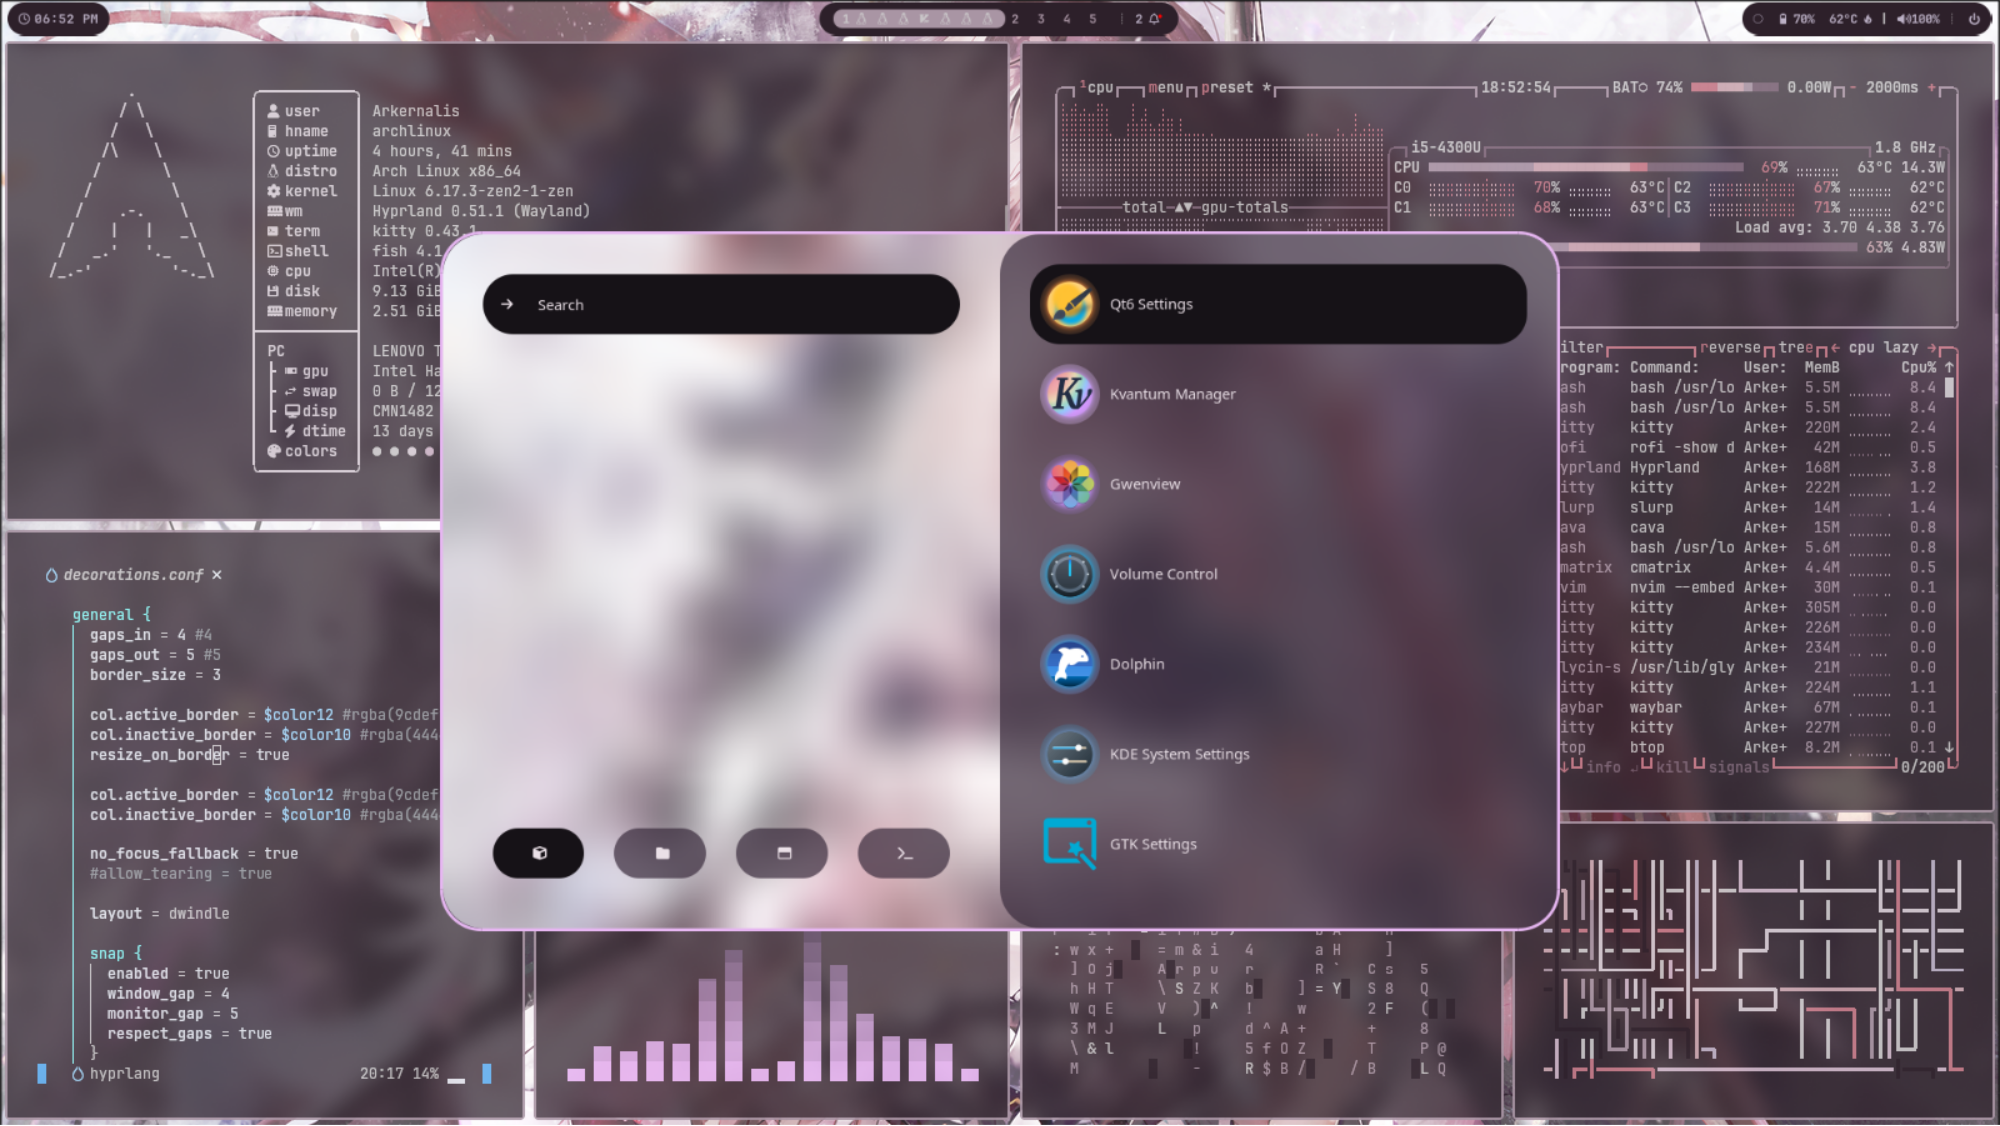 06:52 PM
1 2 3 4 5 2
70% 62°C 100%
user Arkernalis
hname archlinux
uptime 4 hours, 41 mins
distro Arch Linux x86_64
kernel Linux 6.17.3-zen2-1-zen
wm Hyprland 0.51.1 (Wayland)
term kitty 0.43.1
shell fish 4.1
cpu Intel(R)
disk 9.13 GiB
memory 2.51 GiB
PC LENOVO
gpu Intel
swap 0 B / 12
disp CMN1482
dtime 13 days
colors
1cpu menu preset * 18:52:54 BAT 74% 0.00W - 2000ms +
i5-4300U 1.8 GHz
CPU 69% 63°C 14.3W
C0 70% 63°C C2 67% 62°C
C1 68% 63°C C3 71% 62°C
total gpu-totals
Load avg: 3.70 4.38 3.76
63% 4.83W
Search
Qt6 Settings
Kvantum Manager
Gwenview
Volume Control
Dolphin
KDE System Settings
GTK Settings
ilter reverse tree cpu lazy
rogram: Command: User: MemB Cpu% ↑
ash bash /usr/lo Arke+ 5.5M 8.4
ash bash /usr/lo Arke+ 5.5M 8.4
itty kitty Arke+ 220M 2.4
ofi rofi -show d Arke+ 42M 0.5
yprland Hyprland Arke+ 168M 3.8
itty kitty Arke+ 222M 1.2
lurp slurp Arke+ 14M 1.4
ava cava Arke+ 15M 0.8
ash bash /usr/lo Arke+ 5.6M 0.8
matrix cmatrix Arke+ 4.4M 0.5
vim nvim --embed Arke+ 30M 0.1
itty kitty Arke+ 305M 0.0
itty kitty Arke+ 226M 0.0
itty kitty Arke+ 234M 0.0
lycin-s /usr/lib/gly Arke+ 21M 0.0
itty kitty Arke+ 224M 1.1
aybar waybar Arke+ 67M 0.1
itty kitty Arke+ 227M 0.0
top btop Arke+ 8.2M 0.1 ↓
info kill signals 0/200
decorations.conf ×
general {
gaps_in = 4 #4
gaps_out = 5 #5
border_size = 3
col.active_border = $color12 #rgba(9cdef
col.inactive_border = $color10 #rgba(444
resize_on_border = true
col.active_border = $color12 #rgba(9cdef
col.inactive_border = $color10 #rgba(444
no_focus_fallback = true
#allow_tearing = true
layout = dwindle
snap {
enabled = true
window_gap = 4
monitor_gap = 5
respect_gaps = true
}
hyprlang 20:17 14%
: w x + = m & i 4 a H ]
] O j A r p u r R ` C s 5
h H T \ S Z K b ] = Y S 8 Q
W q E V ) ^ ! w 2 F (
3 M J L p d ^ A + + 8
\ & l ! 5 f O Z T P @
M - R $ B / / B L Q